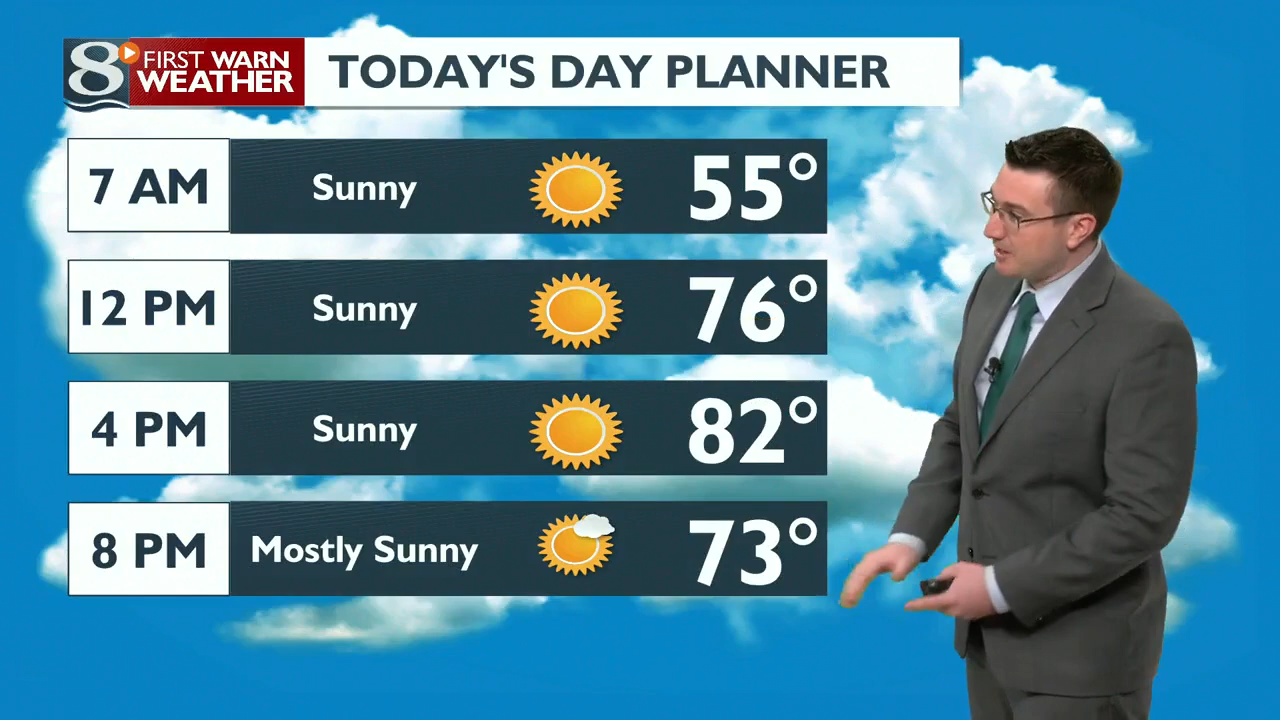 8 FIRST WARN
WEATHER
TODAY'S DAY PLANNER
7 AM Sunny 55°
12 PM Sunny 76°
4 PM Sunny 82°
8 PM Mostly Sunny 73°